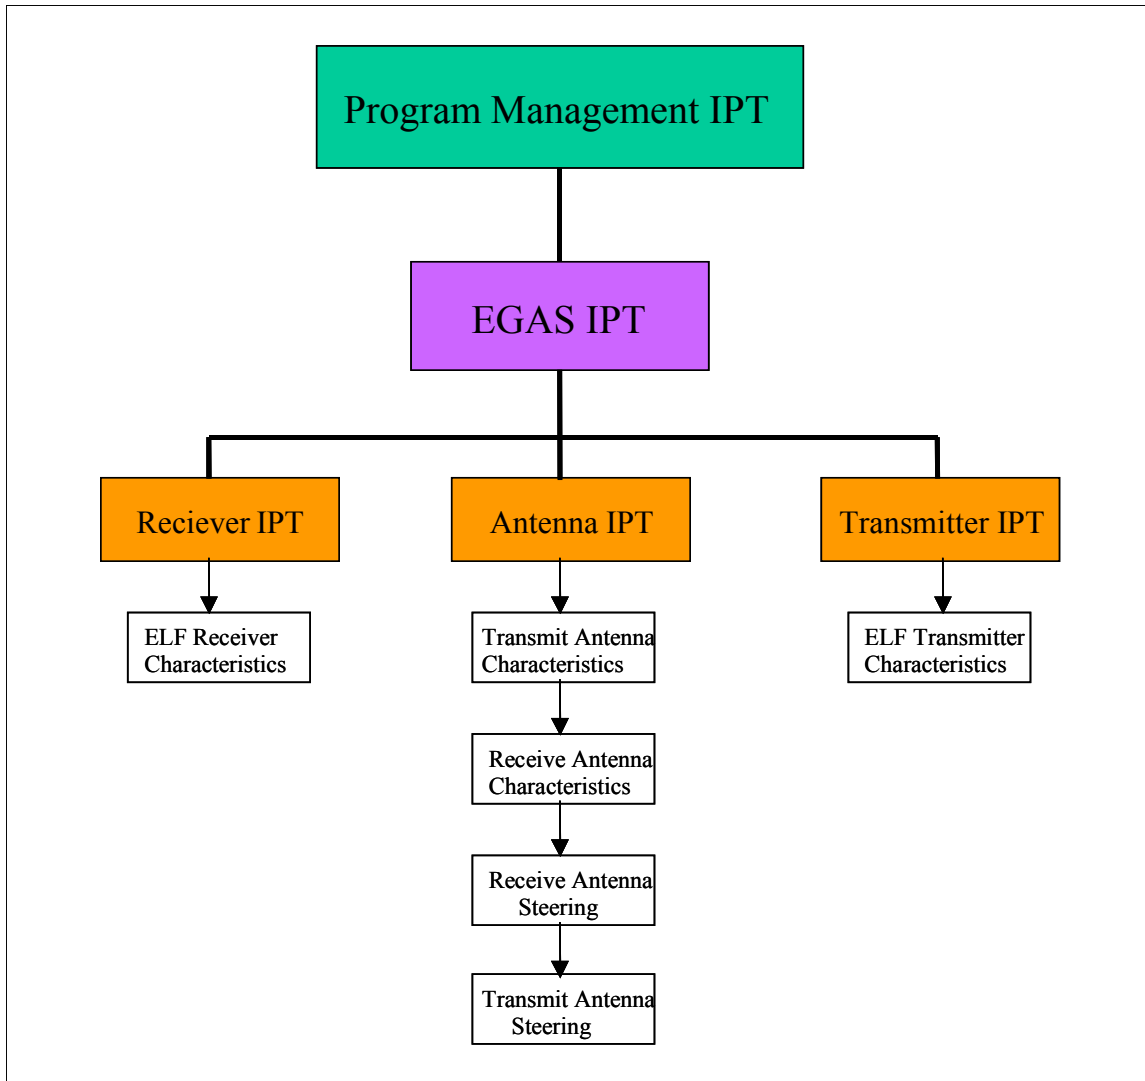 Program Management IPT
EGAS IPT
Reciever IPT
Antenna IPT
Transmitter IPT
ELF Receiver
Characteristics
Transmit Antenna
Characteristics
ELF Transmitter
Characteristics
Receive Antenna
Characteristics
Receive Antenna
Steering
Transmit Antenna
Steering